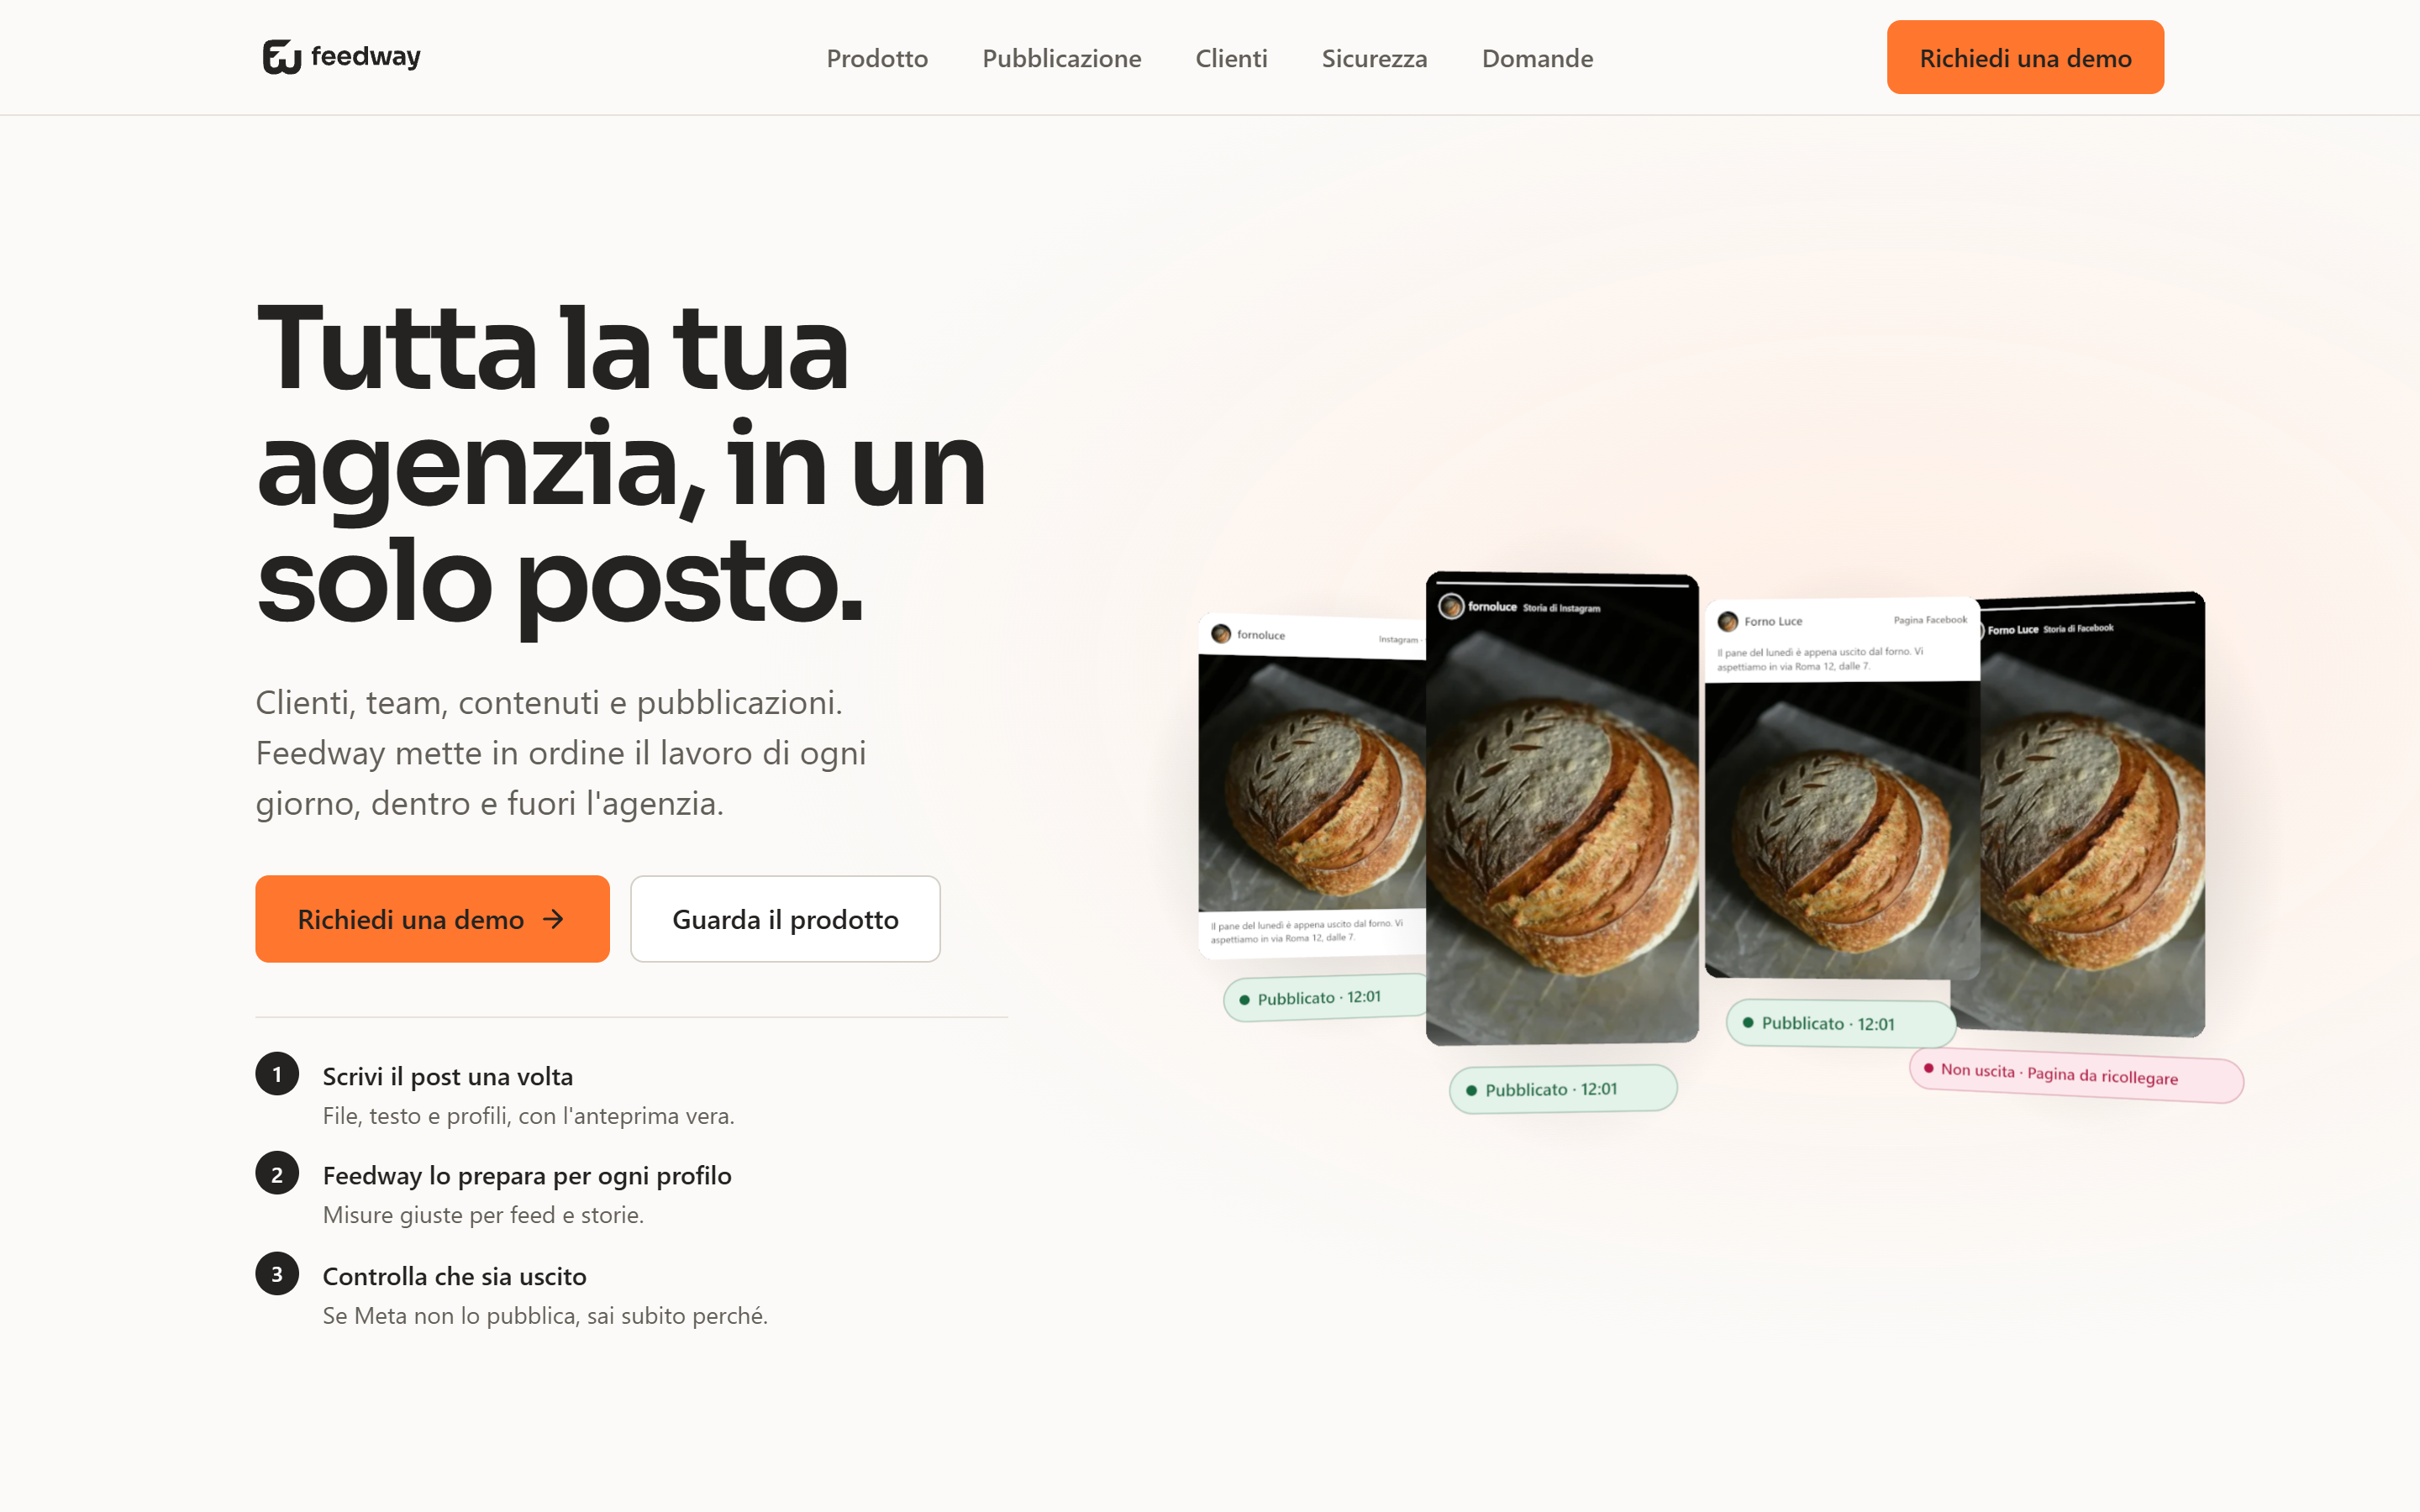 feedway
Prodotto
Pubblicazione
Clienti
Sicurezza
Domande
Richiedi una demo
Tutta la tua
agenzia, in un
solo posto.
Clienti, team, contenuti e pubblicazioni.
Feedway mette in ordine il lavoro di ogni
giorno, dentro e fuori l'agenzia.
Richiedi una demo →
Guarda il prodotto
1
Scrivi il post una volta
File, testo e profili, con l'anteprima vera.
2
Feedway lo prepara per ogni profilo
Misure giuste per feed e storie.
3
Controlla che sia uscito
Se Meta non lo pubblica, sai subito perché.
fornoluce
Instagram ·
Il pane del lunedì è appena uscito dal forno. Vi
aspettiamo in via Roma 12, dalle 7.
Pubblicato · 12:01
fornoluce Storia di Instagram
Pubblicato · 12:01
Forno Luce
Pagina Facebook
Il pane del lunedì è appena uscito dal forno. Vi
aspettiamo in via Roma 12, dalle 7.
Pubblicato · 12:01
Forno Luce Storia di Facebook
Non uscita · Pagina da ricollegare